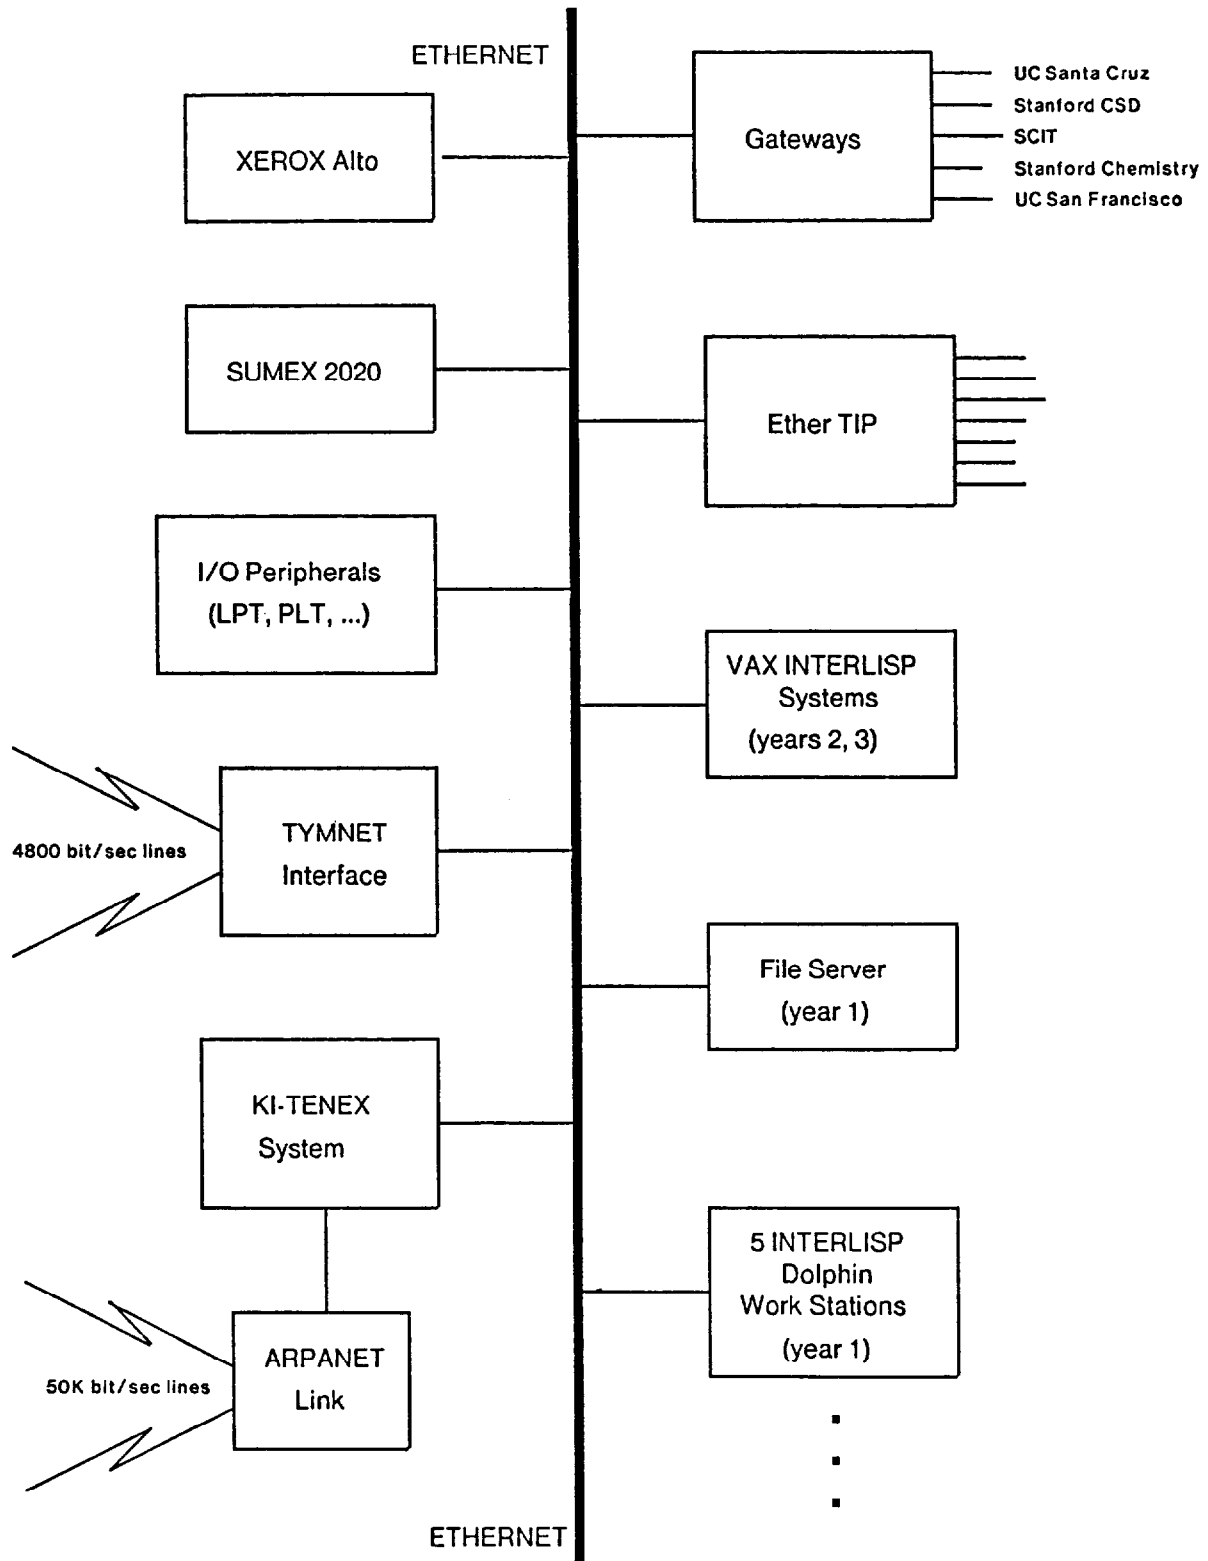 ETHERNET
XEROX Alto
Gateways
UC Santa Cruz
Stanford CSD
SCIT
Stanford Chemistry
UC San Francisco
SUMEX 2020
Ether TIP
I/O Peripherals
(LPT, PLT, ...)
VAX INTERLISP
Systems
(years 2, 3)
4800 bit/sec lines
TYMNET
Interface
File Server
(year 1)
KI-TENEX
System
5 INTERLISP
Dolphin
Work Stations
(year 1)
50K bit/sec lines
ARPANET
Link
ETHERNET